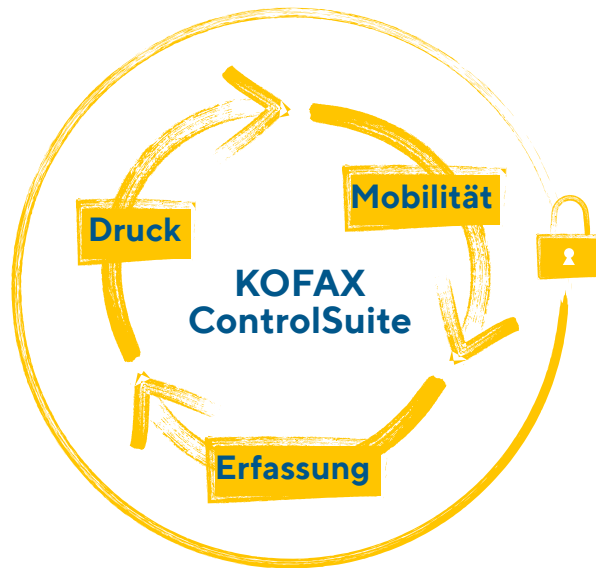 Mobilität
Druck
KOFAX
ControlSuite
Erfassung